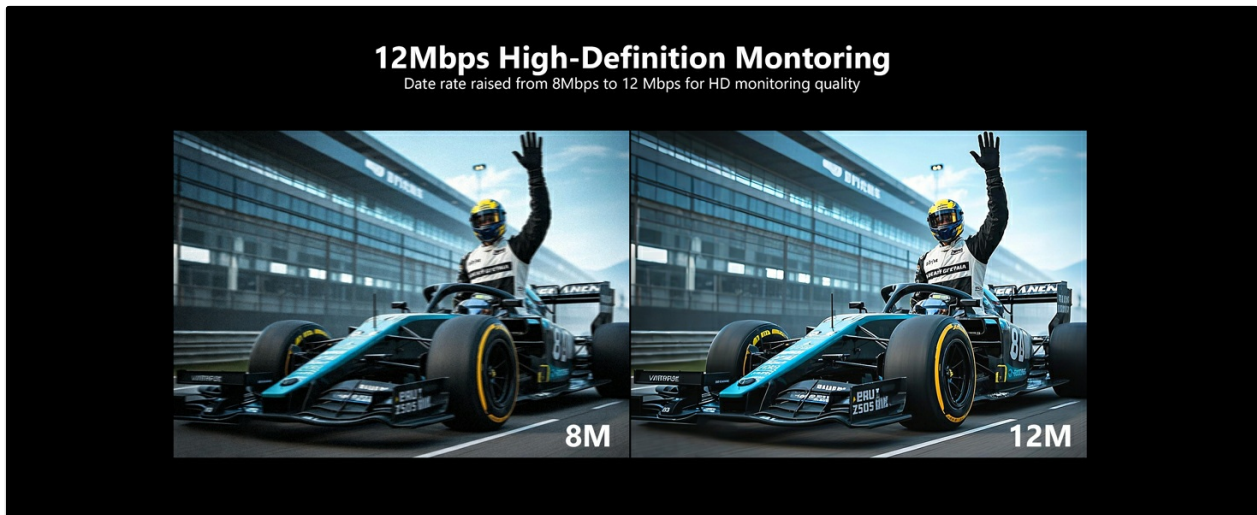 12Mbps High-Definition Montoring
Date rate raised from 8Mbps to 12 Mbps for HD monitoring quality
8M
12M